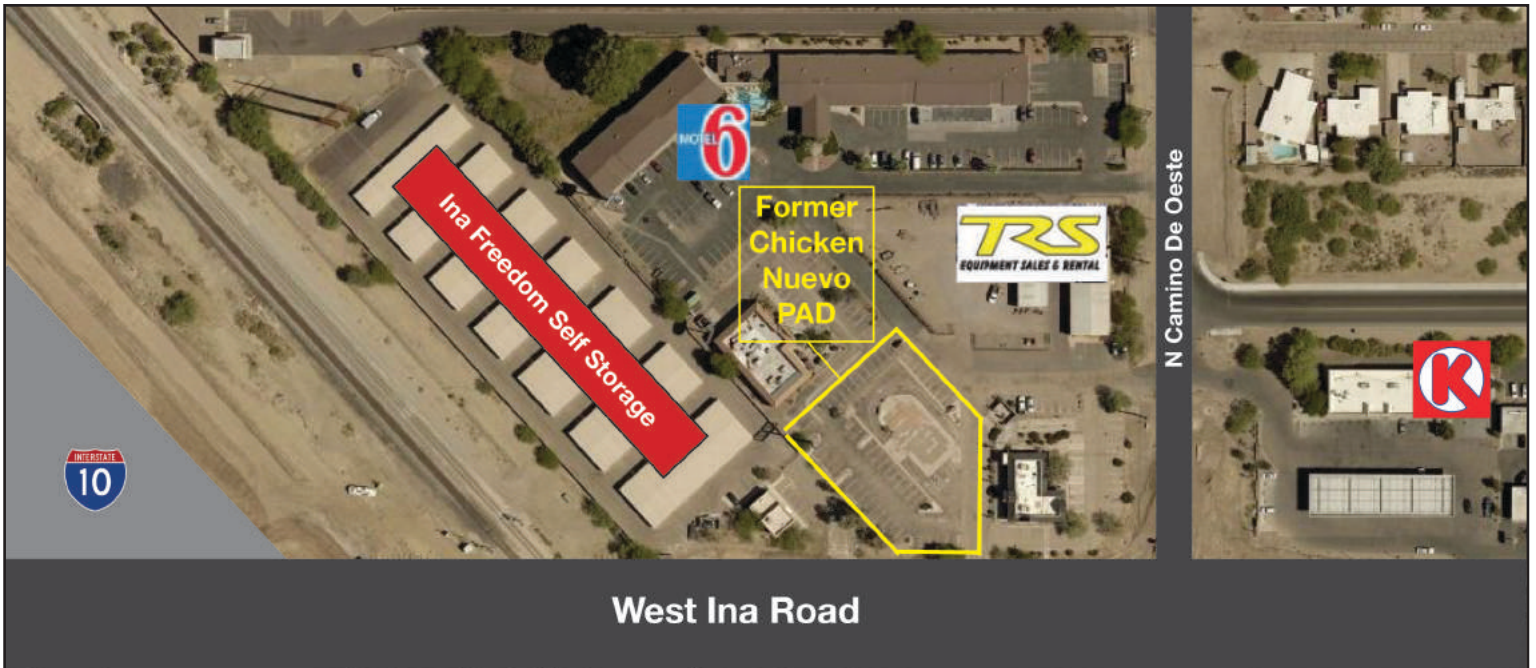 MOTEL
6
Former
Chicken
Nuevo
PAD
TRS
EQUIPMENT SALES & RENTAL
Ina Freedom Self Storage
N Camino De Oeste
K
INTERSTATE
10
West Ina Road